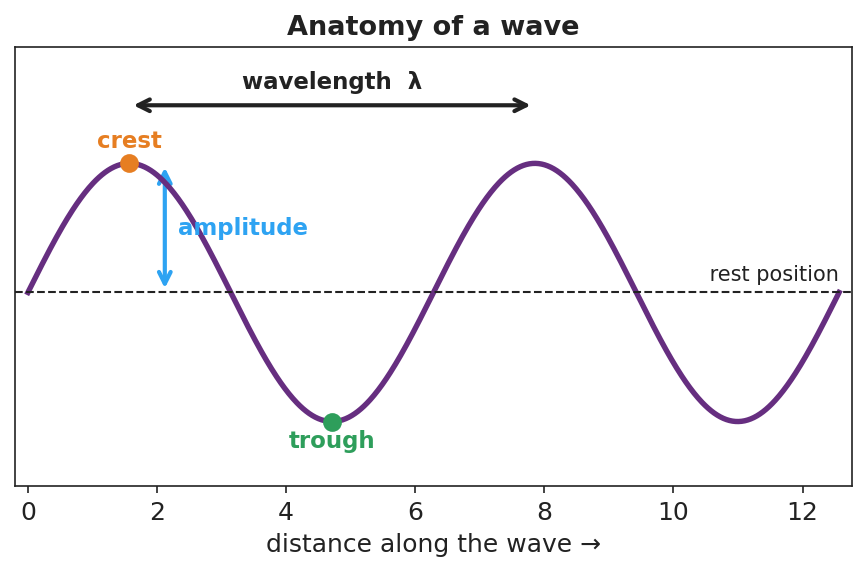 Anatomy of a wave
wavelength  λ
crest
amplitude
rest position
trough
0 2 4 6 8 10 12
distance along the wave →